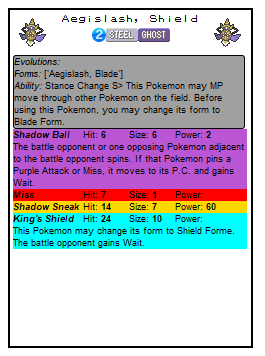 Aegislash, Shield
2 STEEL GHOST
Evolutions:
Forms: ['Aegislash, Blade']
Ability: Stance Change S> This Pokemon may MP
move through other Pokemon on the field. Before
using this Pokemon, you may change its form to
Blade Form.
Shadow Ball Hit: 6 Size: 6 Power: 2
The battle opponent or one opposing Pokemon adjacent
to the battle opponent spins. If that Pokemon pins a
Purple Attack or Miss, it moves to its P.C. and gains
Wait.
Miss Hit: 7 Size: 1 Power:
Shadow Sneak Hit: 14 Size: 7 Power: 60
King's Shield Hit: 24 Size: 10 Power:
This Pokemon may change its form to Shield Forme.
The battle opponent gains Wait.